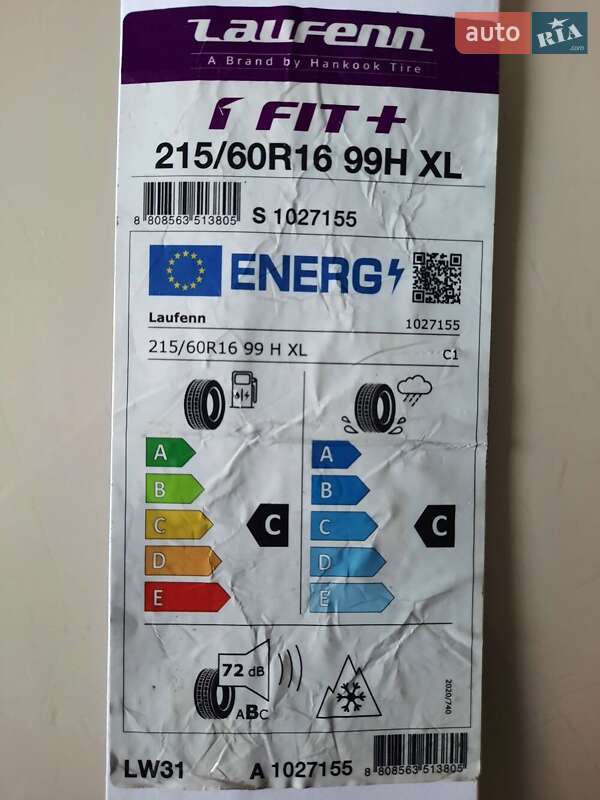 Laufenn
auto RIA.com
A Brand by Hankook Tire
i FIT+
215/60R16 99H XL
8 808563 513805
S 1027155
ENERG
Laufenn
1027155
215/60R16 99 H XL
C1
A
A
B
B
C
C
C
C
D
D
E
E
72 dB
ABC
2020/740
LW31
A 1027155
8 808563 513805